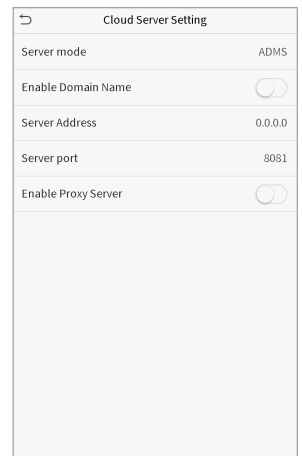 Cloud Server Setting
Server mode ADMS
Enable Domain Name
Server Address 0.0.0.0
Server port 8081
Enable Proxy Server